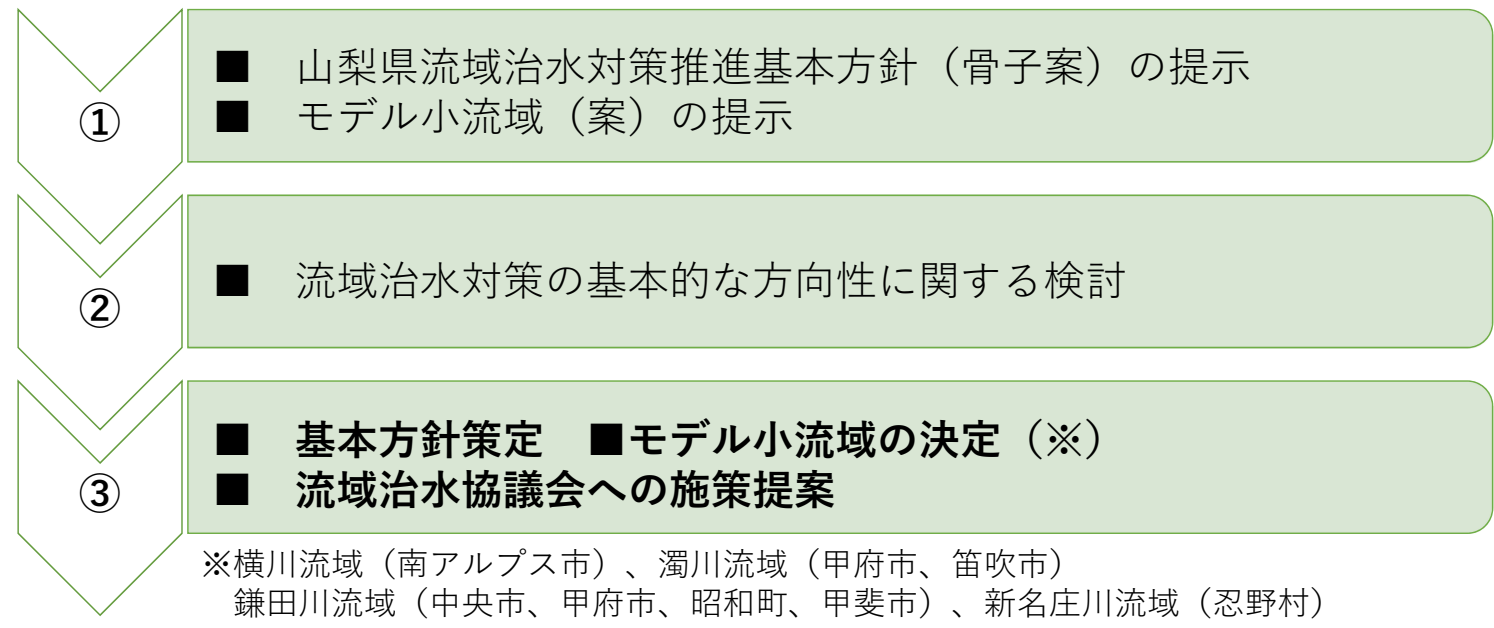 ①
■ 山梨県流域治水対策推進基本方針（骨子案）の提示
■ モデル小流域（案）の提示
②
■ 流域治水対策の基本的な方向性に関する検討
③
■ 基本方針策定 ■モデル小流域の決定（※）
■ 流域治水協議会への施策提案
※横川流域（南アルプス市）、濁川流域（甲府市、笛吹市）
鎌田川流域（中央市、甲府市、昭和町、甲斐市）、新名庄川流域（忍野村）